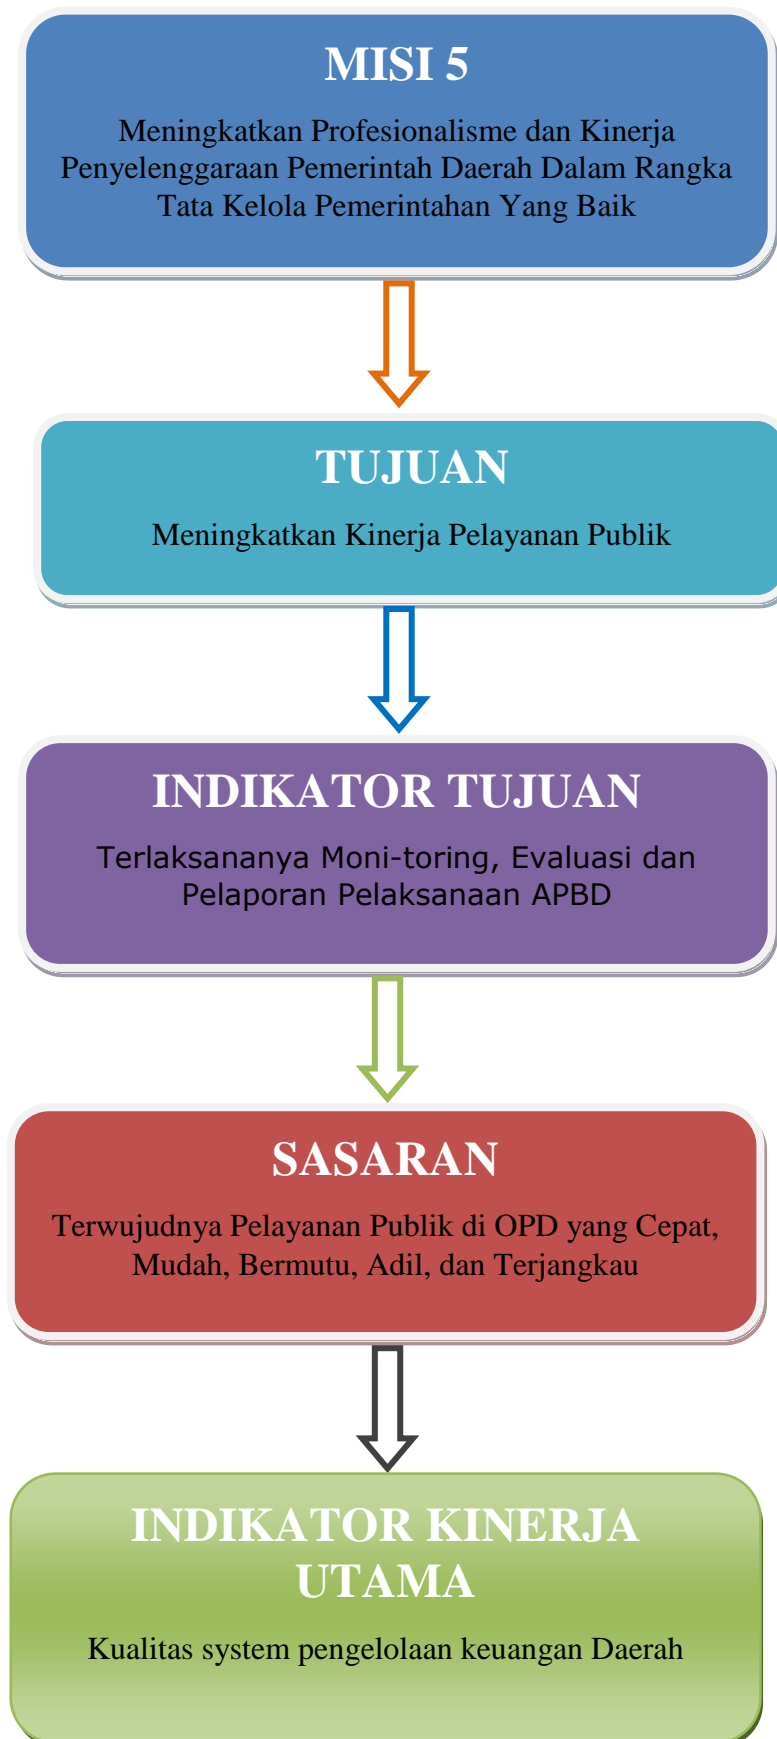 MISI 5
Meningkatkan Profesionalisme dan Kinerja
Penyelenggaraan Pemerintah Daerah Dalam Rangka
Tata Kelola Pemerintahan Yang Baik
TUJUAN
Meningkatkan Kinerja Pelayanan Publik
INDIKATOR TUJUAN
Terlaksananya Moni-toring, Evaluasi dan
Pelaporan Pelaksanaan APBD
SASARAN
Terwujudnya Pelayanan Publik di OPD yang Cepat,
Mudah, Bermutu, Adil, dan Terjangkau
INDIKATOR KINERJA
UTAMA
Kualitas system pengelolaan keuangan Daerah